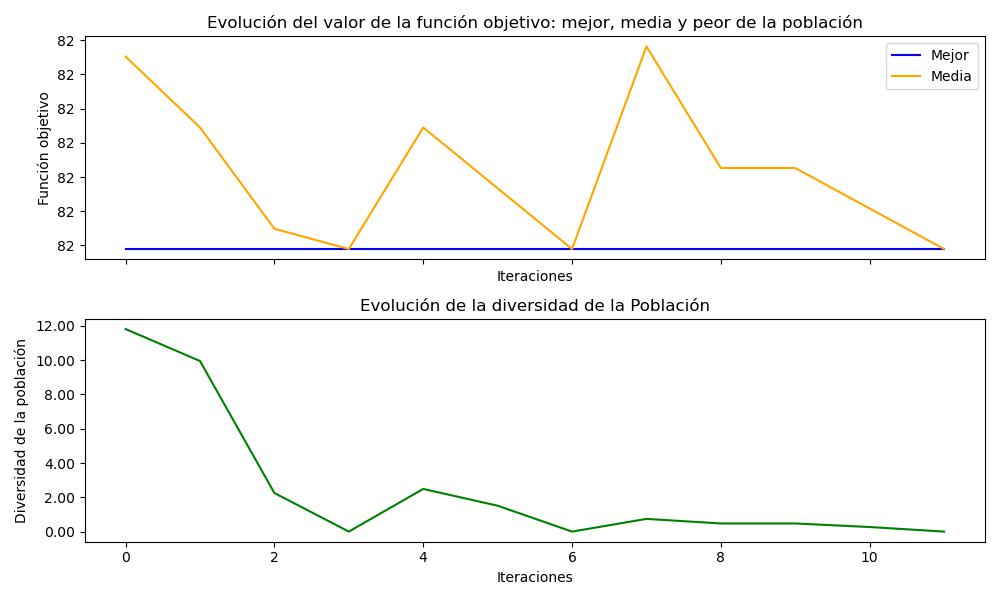 Evolución del valor de la función objetivo: mejor, media y peor de la población
82
82
82
82
82
82
82
Función objetivo
Mejor
Media
Iteraciones
Evolución de la diversidad de la Población
12.00
10.00
8.00
6.00
4.00
2.00
0.00
Diversidad de la población
0 2 4 6 8 10
Iteraciones